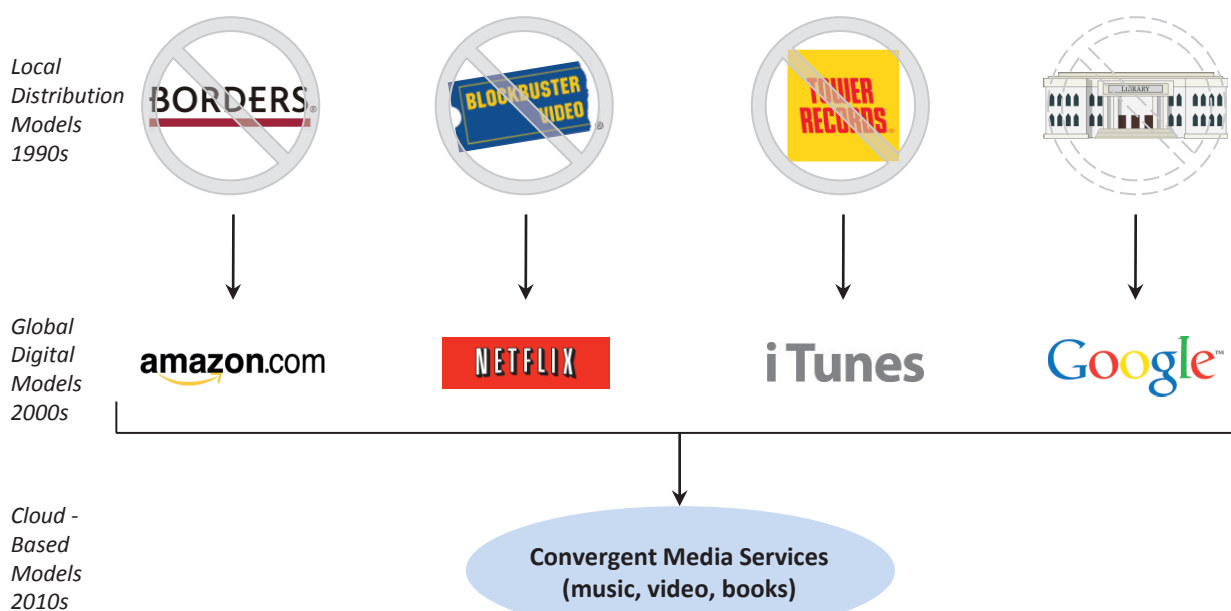 Local
Distribution
Models
1990s
BORDERS®
BLOCKBUSTER
VIDEO ®
TOWER
RECORDS®
LIBRARY
Global
Digital
Models
2000s
amazon.com
NETFLIX
iTunes
Google™
Cloud -
Based
Models
2010s
Convergent Media Services
(music, video, books)